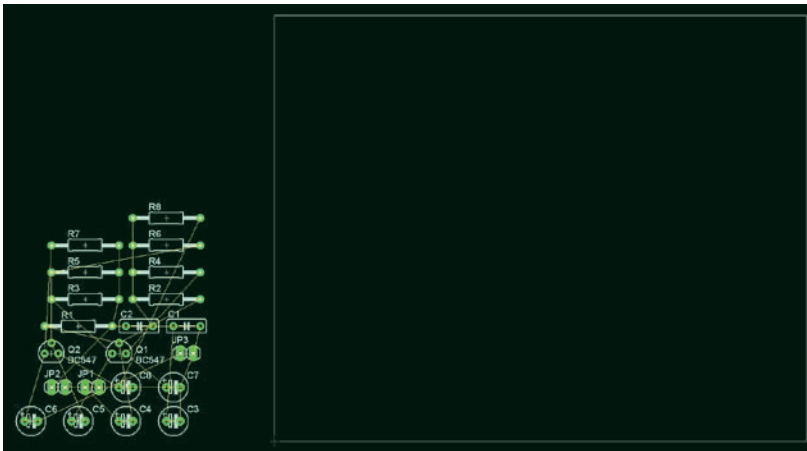 R8
R7 R6
R5 R4
R3 R2
R1 C2 C1
JP3
Q2 Q1
BC547 BC547
JP2 JP1 C8 C7
C6 C5 C4 C3